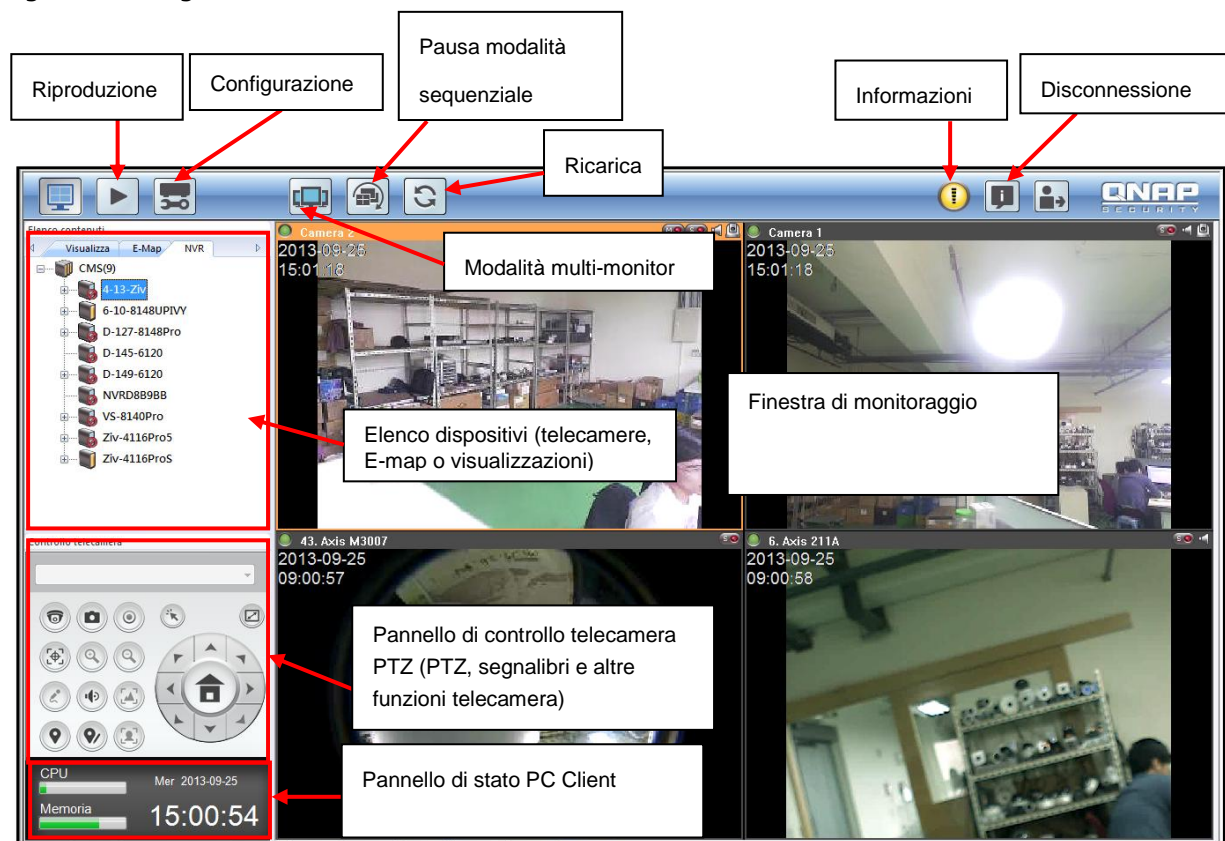 Riproduzione
Configurazione
Pausa modalità
sequenziale
Ricarica
Informazioni
Disconnessione
QNAP
SECURITY
Elenco contenuti
Visualizza E-Map NVR
CMS(9)
4-13-Ziv
6-10-8148UPIVY
D-127-8148Pro
D-145-6120
D-149-6120
NVRD8B9BB
VS-8140Pro
Ziv-4116Pro5
Ziv-4116ProS
Camera 2
2013-09-25
15:01:18
Modalità multi-monitor
Camera 1
2013-09-25
15:01:18
Elenco dispositivi (telecamere,
E-map o visualizzazioni)
Finestra di monitoraggio
Controllo telecamera
43. Axis M3007
2013-09-25
09:00:57
6. Axis 211A
2013-09-25
09:00:58
Pannello di controllo telecamera
PTZ (PTZ, segnalibri e altre
funzioni telecamera)
CPU
Mer 2013-09-25
Memoria
15:00:54
Pannello di stato PC Client